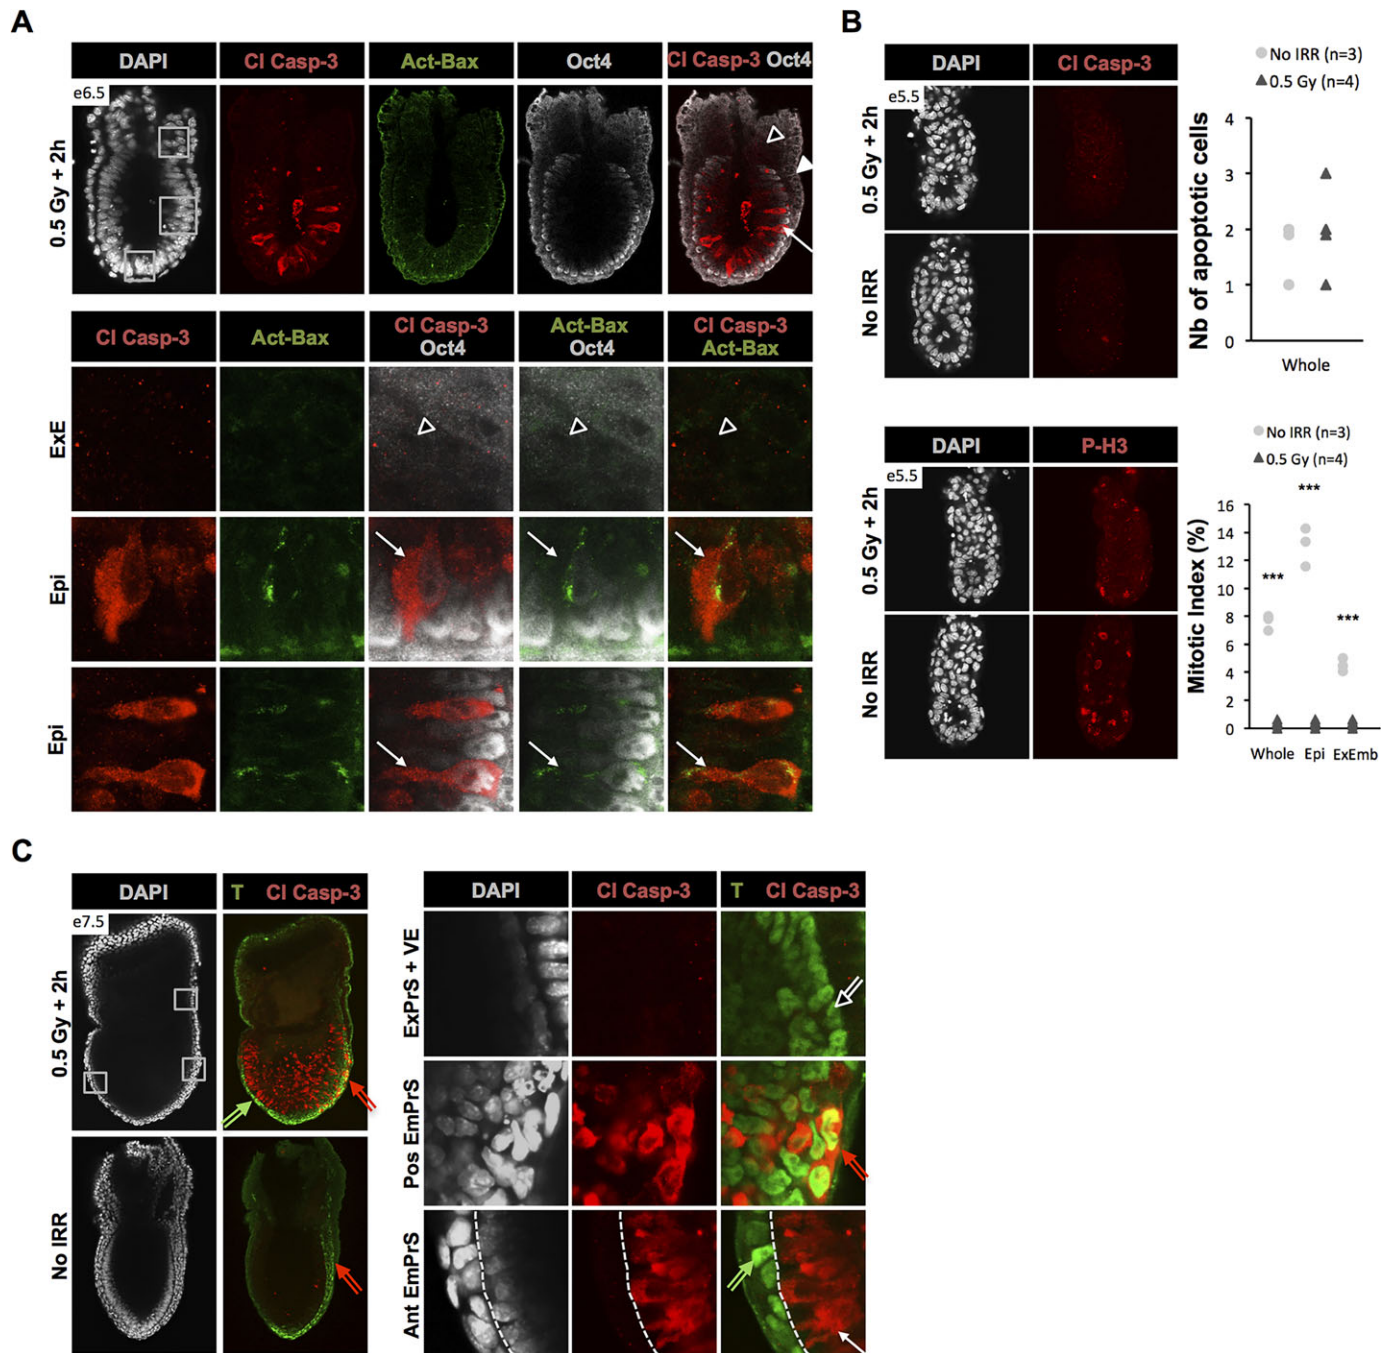 A
DAPI
Cl Casp-3
Act-Bax
Oct4
Cl Casp-3 Oct4
e6.5
0.5 Gy + 2h
Cl Casp-3
Act-Bax
Cl Casp-3
Oct4
Act-Bax
Oct4
Cl Casp-3
Act-Bax
ExE
Epi
Epi
B
DAPI
Cl Casp-3
e5.5
0.5 Gy + 2h
No IRR
No IRR (n=3)
0.5 Gy (n=4)
Nb of apoptotic cells
4
3
2
1
0
Whole
DAPI
P-H3
e5.5
0.5 Gy + 2h
No IRR
No IRR (n=3)
0.5 Gy (n=4)
Mitotic Index (%)
16
14
12
10
8
6
4
2
0
***
***
***
Whole Epi ExEmb
C
DAPI
T Cl Casp-3
e7.5
0.5 Gy + 2h
No IRR
DAPI
Cl Casp-3
T Cl Casp-3
ExPrS + VE
Pos EmPrS
Ant EmPrS